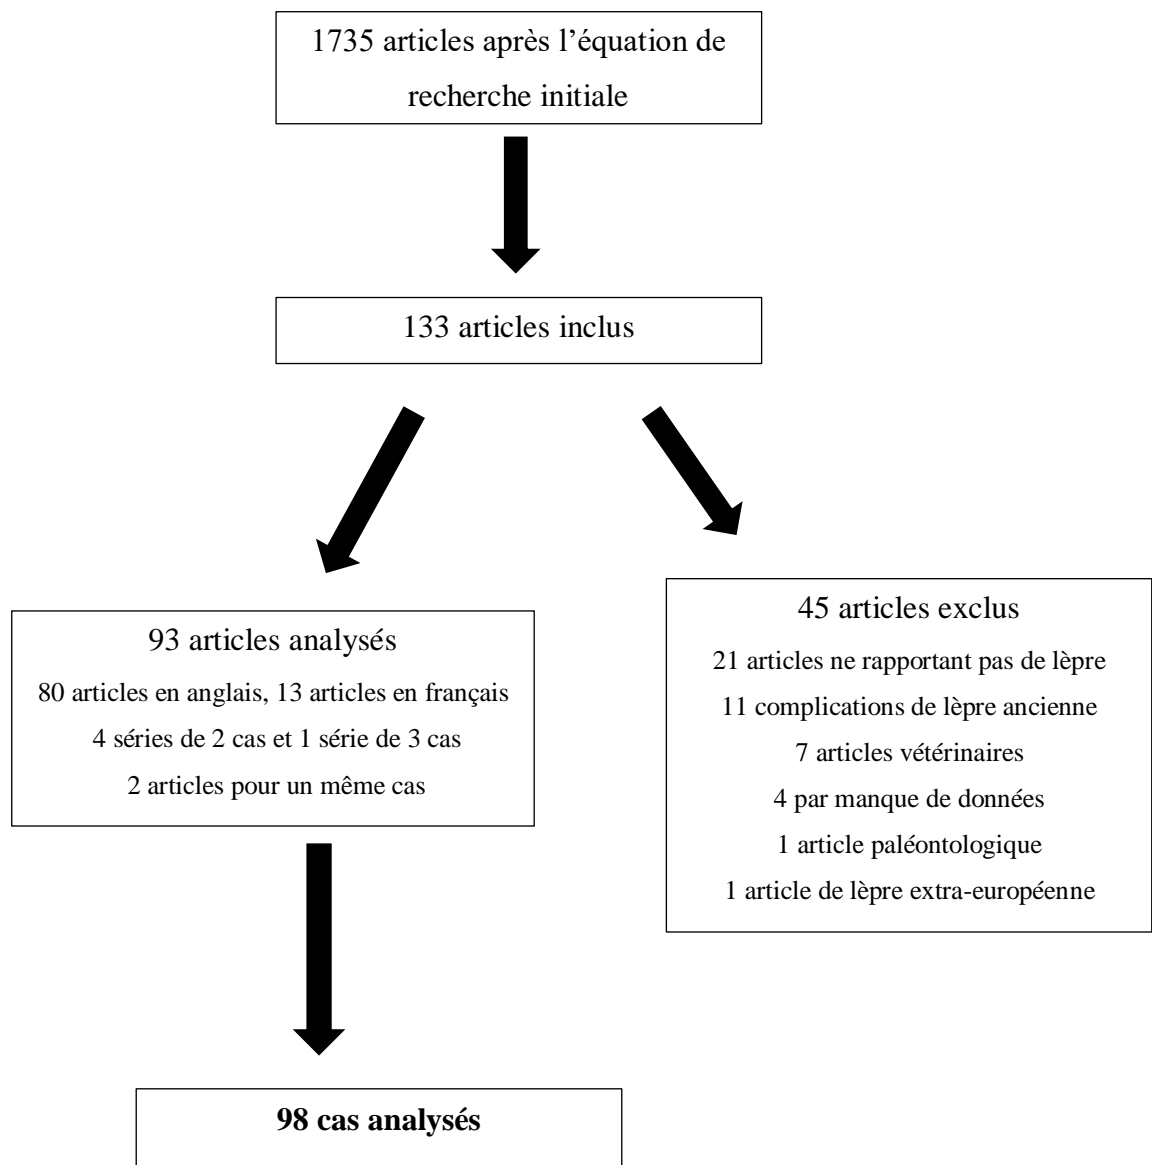 1735 articles après l’équation de
recherche initiale
133 articles inclus
93 articles analysés
80 articles en anglais, 13 articles en français
4 séries de 2 cas et 1 série de 3 cas
2 articles pour un même cas
45 articles exclus
21 articles ne rapportant pas de lèpre
11 complications de lèpre ancienne
7 articles vétérinaires
4 par manque de données
1 article paléontologique
1 article de lèpre extra-européenne
98 cas analysés